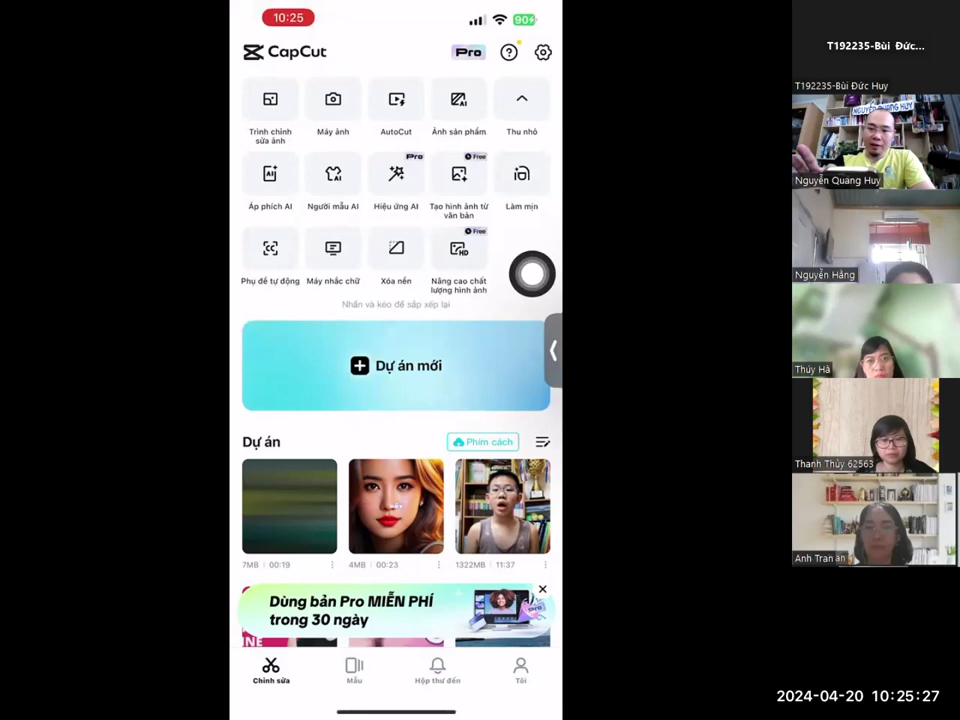 10:25
90
CapCut
Pro
Trình chỉnh sửa ảnh
Máy ảnh
AutoCut
Ảnh sản phẩm
Thu nhỏ
Áp phích AI
Người mẫu AI
Pro
Hiệu ứng AI
Free
Tạo hình ảnh từ văn bản
Làm mịn
Phụ đề tự động
Máy nhắc chữ
Xóa nền
Free
Nâng cao chất lượng hình ảnh
Nhấn và kéo để sắp xếp lại
Dự án mới
Dự án
Phím cách
7MB 00:19
4MB 00:23
1322MB 11:37
Dùng bản Pro MIỄN PHÍ
trong 30 ngày
Chỉnh sửa
Mẫu
Hộp thư đến
Tôi
T192235-Bùi Đức...
T192235-Bùi Đức Huy
NGUYỄN QUANG HUY
Nguyễn Quang Huy
Nguyễn Hằng
Thúy Hà
Thanh Thủy 62563
Anh Tran an
2024-04-20 10:25:27